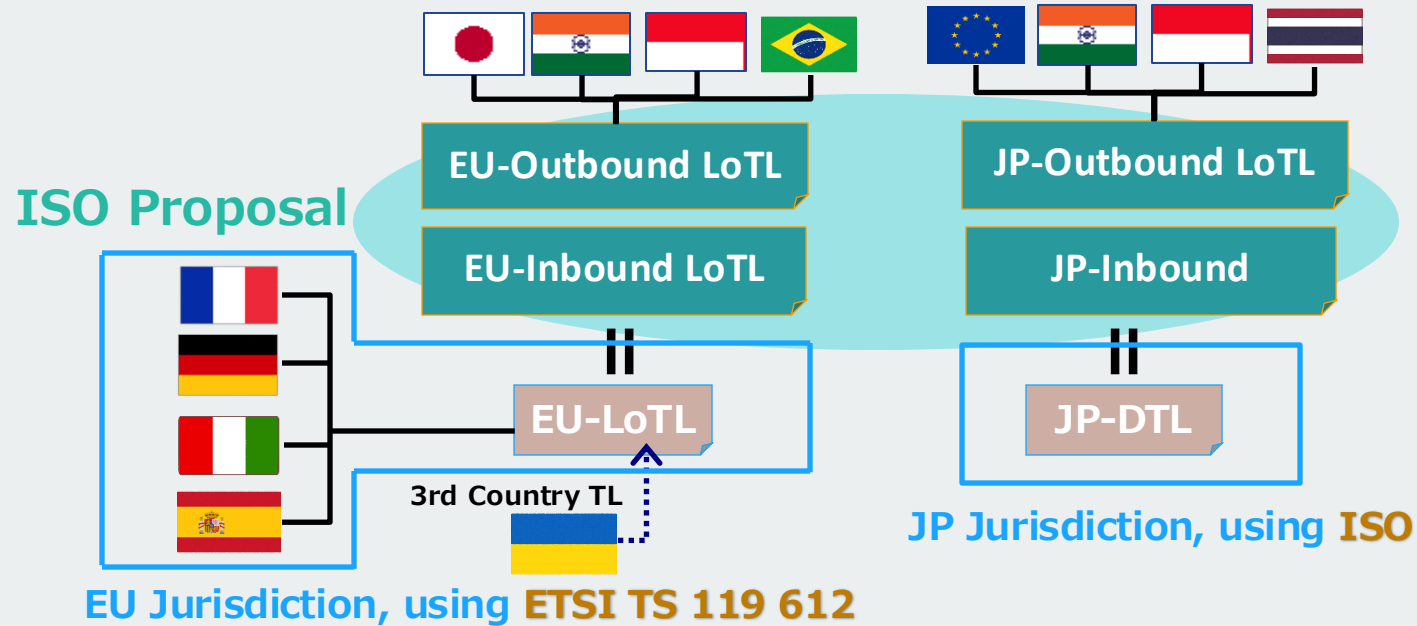 EU-Outbound LoTL
JP-Outbound LoTL
ISO Proposal
EU-Inbound LoTL
JP-Inbound
EU-LoTL
JP-DTL
3rd Country TL
JP Jurisdiction, using ISO
EU Jurisdiction, using ETSI TS 119 612